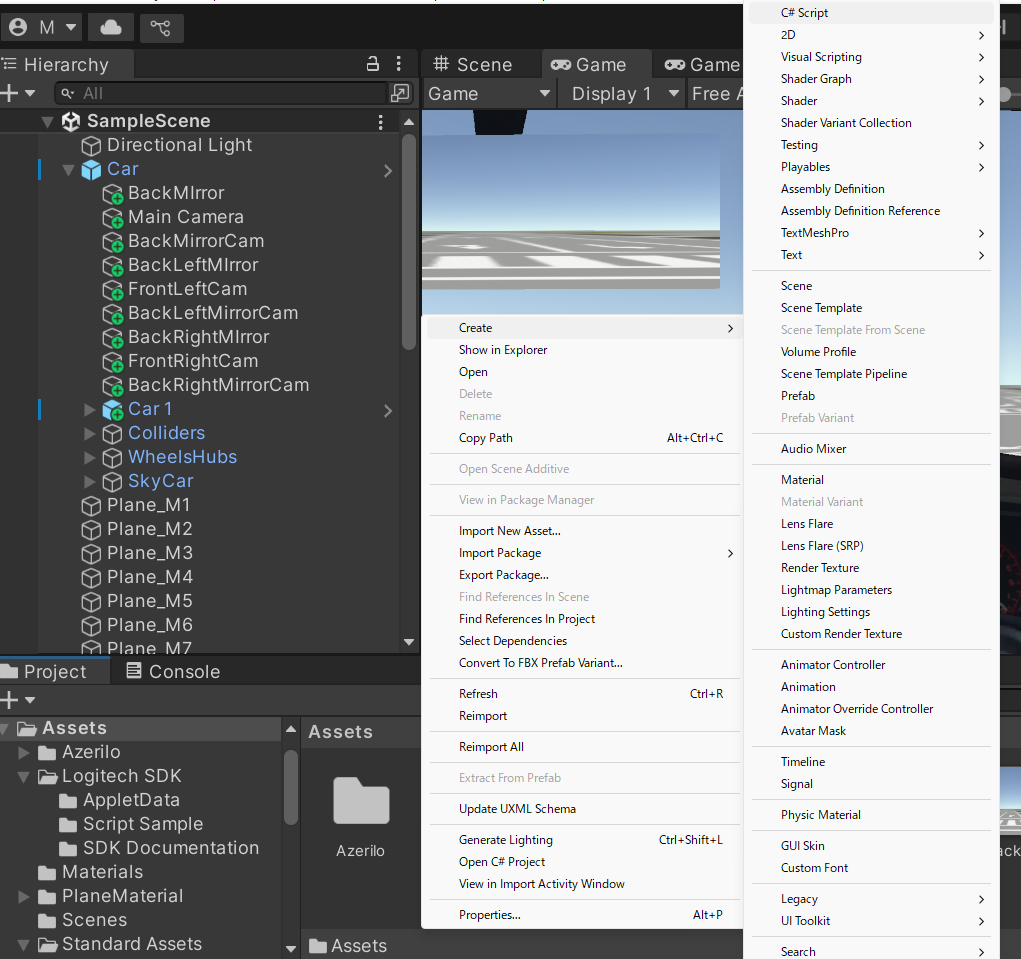 M
Hierarchy
All
SampleScene
Directional Light
Car
BackMIrror
Main Camera
BackMirrorCam
BackLeftMIrror
FrontLeftCam
BackLeftMirrorCam
BackRightMIrror
FrontRightCam
BackRightMirrorCam
Car 1
Colliders
WheelsHubs
SkyCar
Plane_M1
Plane_M2
Plane_M3
Plane_M4
Plane_M5
Plane_M6
Plane_M7
Scene
Game
Game
Game
Display 1
Free A
Project
Console
Assets
Azerilo
Logitech SDK
AppletData
Script Sample
SDK Documentation
Materials
PlaneMaterial
Scenes
Standard Assets
Assets
Azerilo
Assets
Create
Show in Explorer
Open
Delete
Rename
Copy Path Alt+Ctrl+C
Open Scene Additive
View in Package Manager
Import New Asset...
Import Package
Export Package...
Find References In Scene
Find References In Project
Select Dependencies
Convert To FBX Prefab Variant...
Refresh Ctrl+R
Reimport
Reimport All
Extract From Prefab
Update UXML Schema
Generate Lighting Ctrl+Shift+L
Open C# Project
View in Import Activity Window
Properties... Alt+P
C# Script
2D
Visual Scripting
Shader Graph
Shader
Shader Variant Collection
Testing
Playables
Assembly Definition
Assembly Definition Reference
TextMeshPro
Text
Scene
Scene Template
Scene Template From Scene
Volume Profile
Scene Template Pipeline
Prefab
Prefab Variant
Audio Mixer
Material
Material Variant
Lens Flare
Lens Flare (SRP)
Render Texture
Lightmap Parameters
Lighting Settings
Custom Render Texture
Animator Controller
Animation
Animator Override Controller
Avatar Mask
Timeline
Signal
Physic Material
GUI Skin
Custom Font
Legacy
UI Toolkit
Search
ack